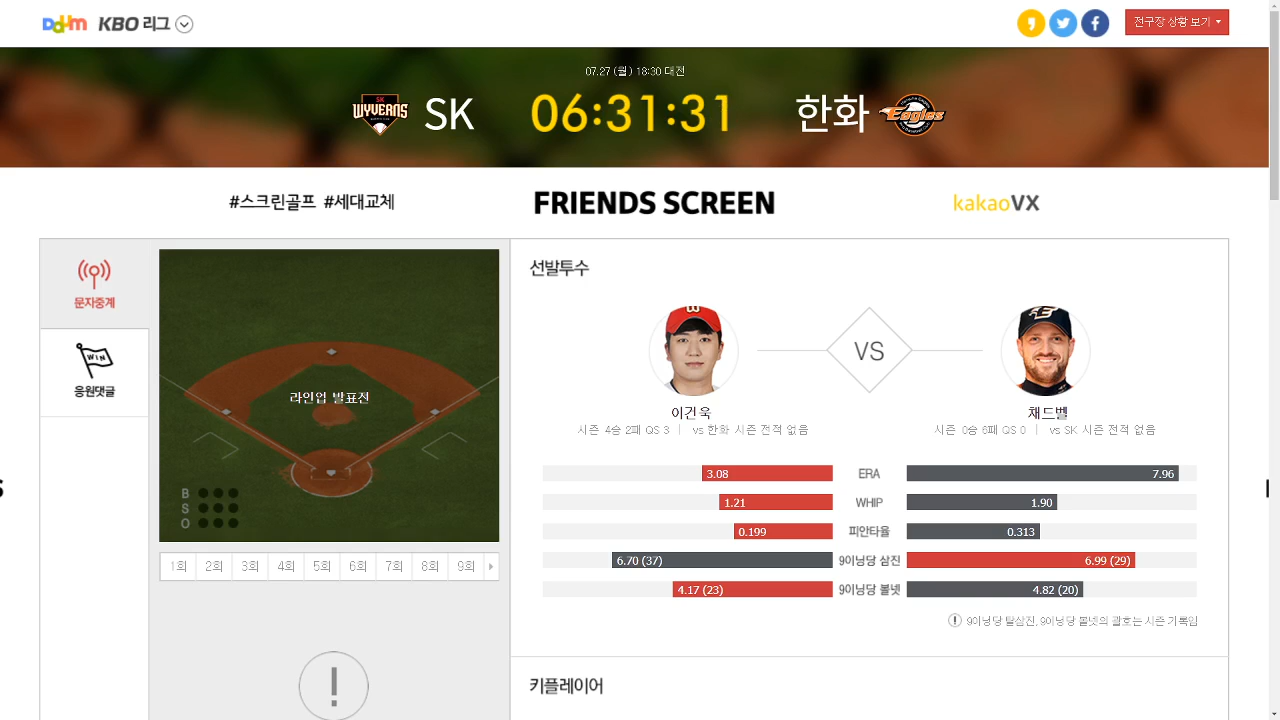 Daum KBO 리그
전구장 상황 보기
07.27 (월) 18:30 대전
SK WYVERNS SK 06:31:31 한화 Eagles
#스크린골프 #세대교체 FRIENDS SCREEN kakaoVX
문자중계
WIN
응원댓글
라인업 발표전
B
S
O
1회 2회 3회 4회 5회 6회 7회 8회 9회
선발투수
VS
이건욱
시즌 4승 2패 QS 3 | vs 한화 시즌 전적 없음
채드벨
시즌 0승 6패 QS 0 | vs SK 시즌 전적 없음
3.08 ERA 7.96
1.21 WHIP 1.90
0.199 피안타율 0.313
6.70 (37) 9이닝당 삼진 6.99 (29)
4.17 (23) 9이닝당 볼넷 4.82 (20)
9이닝당 탈삼진, 9이닝당 볼넷의 괄호는 시즌 기록임
키플레이어